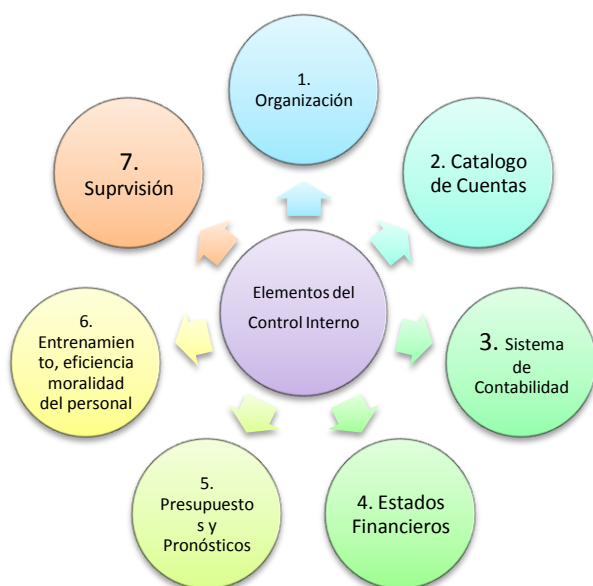 1.
Organización
2. Catalogo
de Cuentas
3. Sistema
de
Contabilidad
4. Estados
Financieros
5.
Presupuesto
s y
Pronósticos
6.
Entrenamien
to, eficiencia
moralidad
del personal
7.
Suprvisión
Elementos del
Control Interno